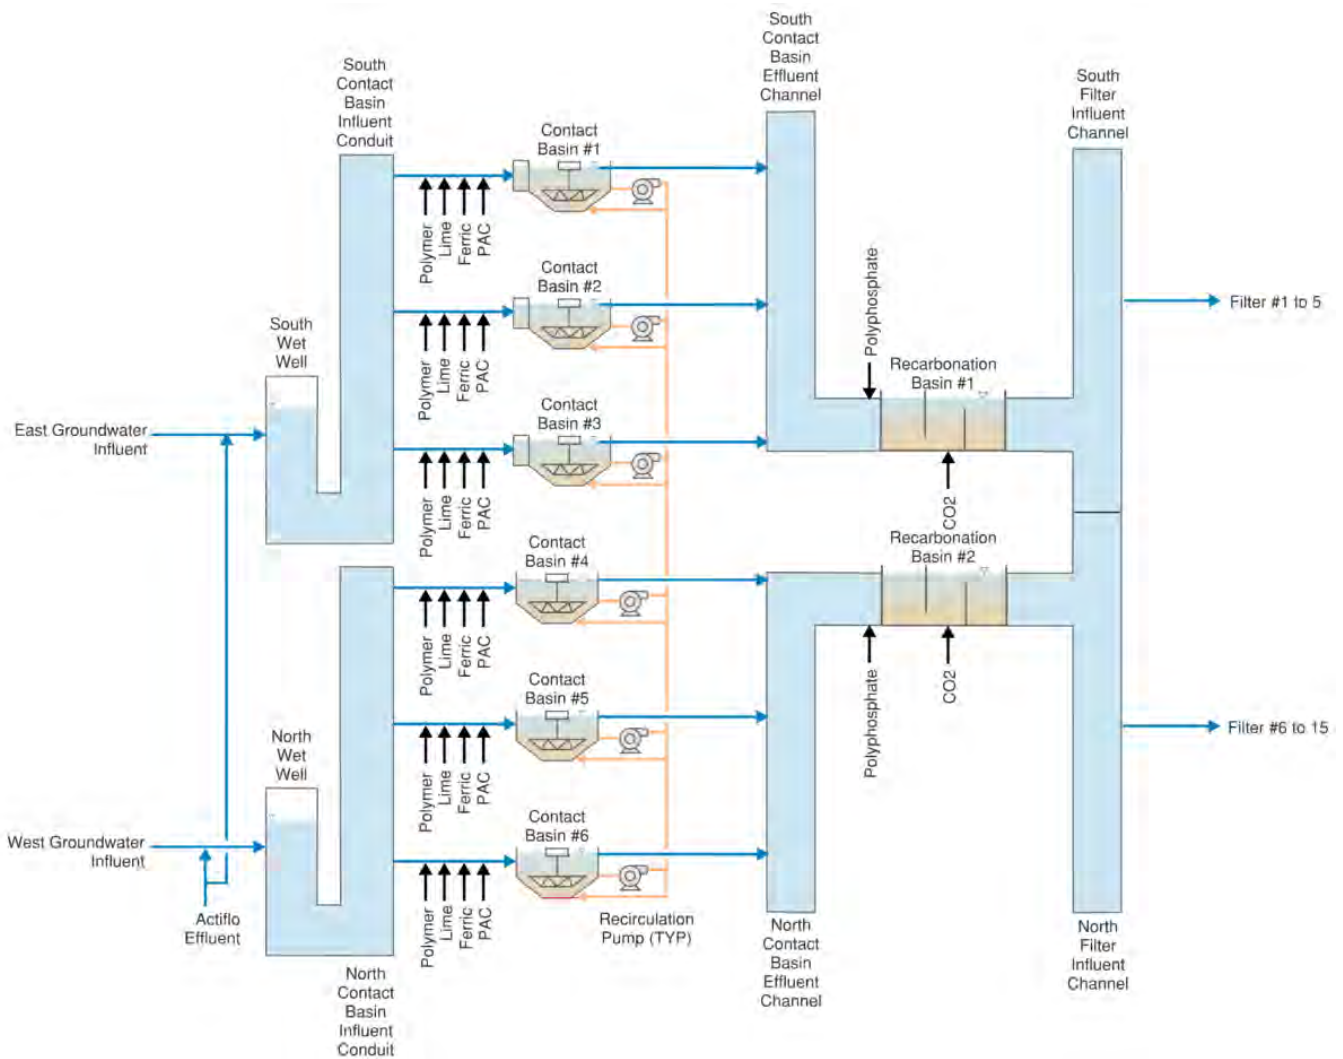 South
Contact
Basin
Effluent
Channel
South
Contact
Basin
Influent
Conduit
South
Filter
Influent
Channel
Contact
Basin #1
Polymer
Lime
Ferric
PAC
Contact
Basin #2
Polymer
Lime
Ferric
PAC
Polyphosphate
Filter #1 to 5
South
Wet
Well
Recarbonation
Basin #1
East Groundwater
Influent
Contact
Basin #3
Polymer
Lime
Ferric
PAC
CO2
Recarbonation
Basin #2
Contact
Basin #4
Polymer
Lime
Ferric
PAC
Polyphosphate
CO2
Contact
Basin #5
Polymer
Lime
Ferric
PAC
Filter #6 to 15
North
Wet
Well
West Groundwater
Influent
Contact
Basin #6
Polymer
Lime
Ferric
PAC
Actiflo
Effluent
Recirculation
Pump (TYP)
North
Contact
Basin
Effluent
Channel
North
Filter
Influent
Channel
North
Contact
Basin
Influent
Conduit